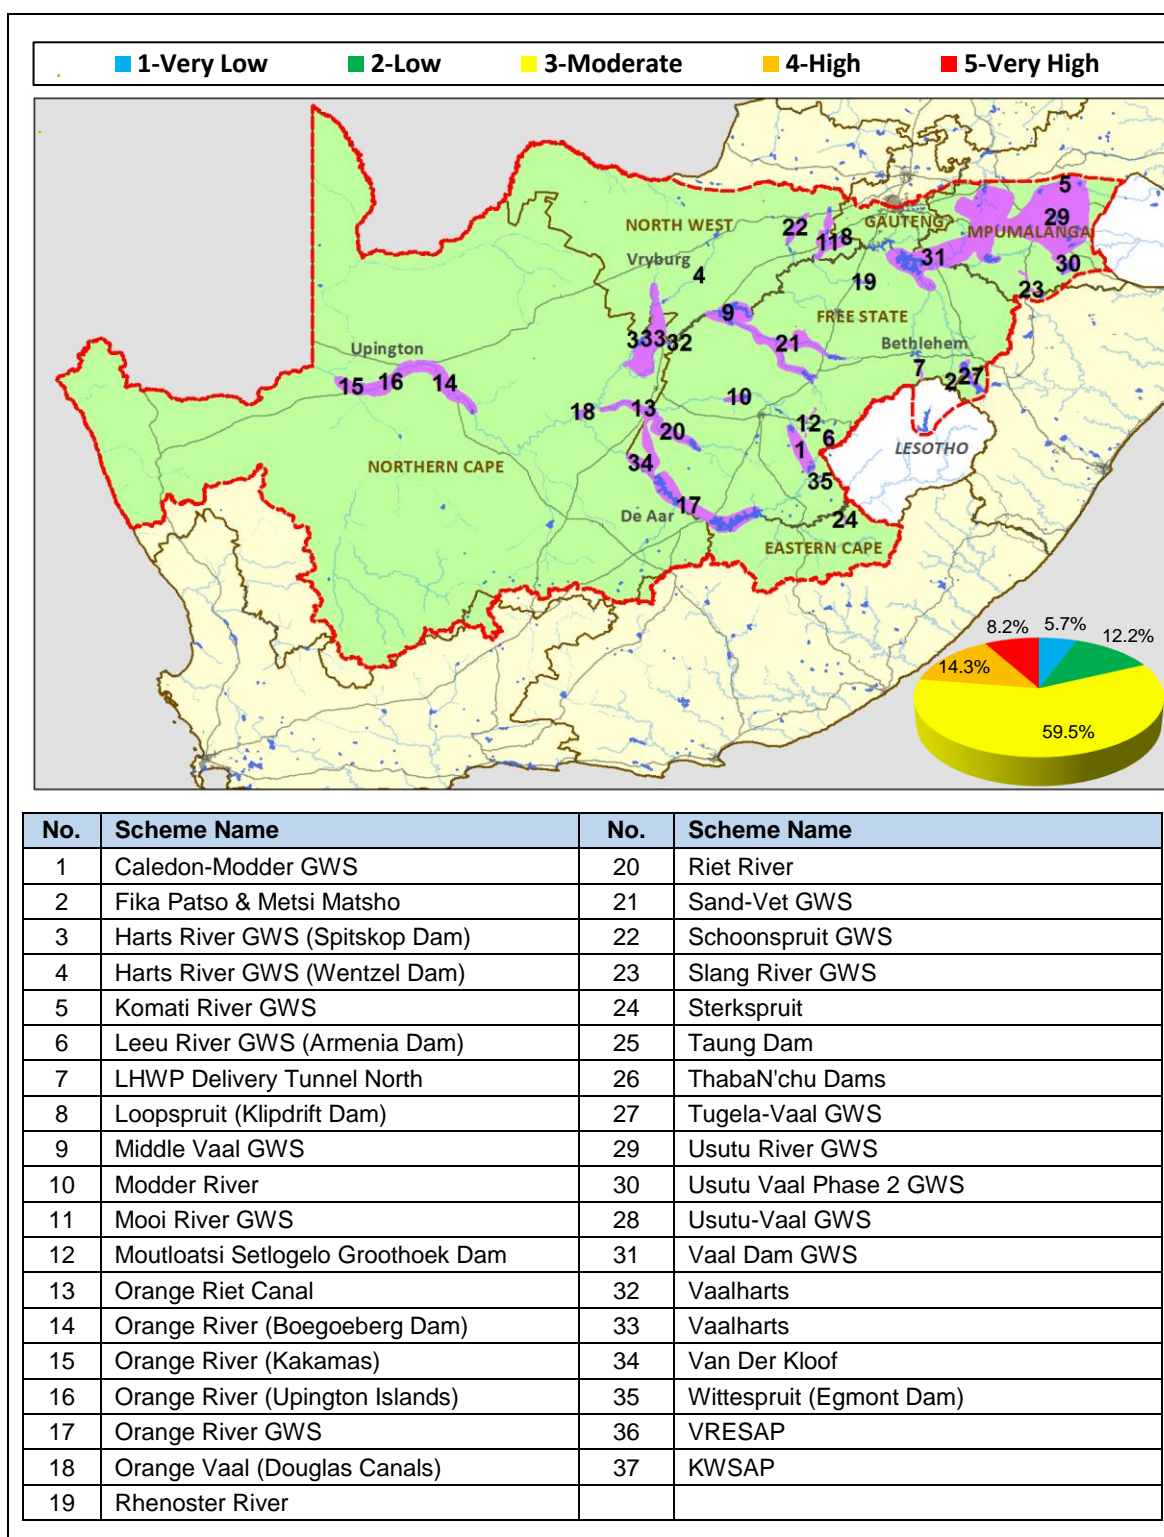 1-Very Low 2-Low 3-Moderate 4-High 5-Very High
5
NORTH WEST 22 GAUTENG 29
11 8 MPUMALANGA
Vryburg 31 30
4 19 23
9 FREE STATE
3 33 32 21 Bethlehem
Upington 7 2 27
15 16 14 10
18 13 12
20 6 LESOTHO
34 1
NORTHERN CAPE 35
17
De Aar 24
EASTERN CAPE
8.2% 5.7% 12.2%
14.3%
59.5%
No. Scheme Name No. Scheme Name
1 Caledon-Modder GWS 20 Riet River
2 Fika Patso & Metsi Matsho 21 Sand-Vet GWS
3 Harts River GWS (Spitskop Dam) 22 Schoonspruit GWS
4 Harts River GWS (Wentzel Dam) 23 Slang River GWS
5 Komati River GWS 24 Sterkspruit
6 Leeu River GWS (Armenia Dam) 25 Taung Dam
7 LHWP Delivery Tunnel North 26 ThabaN'chu Dams
8 Loopspruit (Klipdrift Dam) 27 Tugela-Vaal GWS
9 Middle Vaal GWS 29 Usutu River GWS
10 Modder River 30 Usutu Vaal Phase 2 GWS
11 Mooi River GWS 28 Usutu-Vaal GWS
12 Moutloatsi Setlogelo Groothoek Dam 31 Vaal Dam GWS
13 Orange Riet Canal 32 Vaalharts
14 Orange River (Boegoeberg Dam) 33 Vaalharts
15 Orange River (Kakamas) 34 Van Der Kloof
16 Orange River (Upington Islands) 35 Wittespruit (Egmont Dam)
17 Orange River GWS 36 VRESAP
18 Orange Vaal (Douglas Canals) 37 KWSAP
19 Rhenoster River